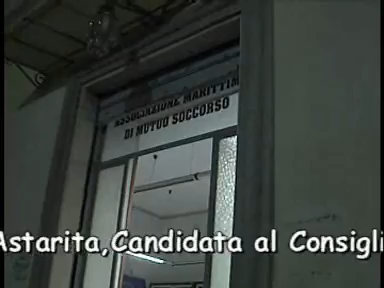 ASSOCIAZIONE MARITTIM
DI MUTUO SOCCORSO
Astarita,Candidata al Consigli